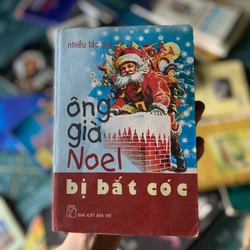 nhiều tác giả
ông
già
Noel
bị bắt cóc
NHÀ XUẤT BẢN TRẺ